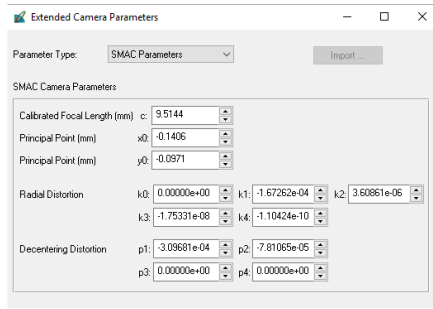 Extended Camera Parameters
Parameter Type: SMAC Parameters Import ...
SMAC Camera Parameters
Calibrated Focal Length (mm) c: 9.5144
Principal Point (mm) x0: -0.1406
Principal Point (mm) y0: -0.0971
Radial Distortion k0: 0.00000e+00 k1: -1.67262e-04 k2: 3.60861e-06
k3: -1.75331e-08 k4: -1.10424e-10
Decentering Distortion p1: -3.09681e-04 p2: -7.81065e-05
p3: 0.00000e+00 p4: 0.00000e+00